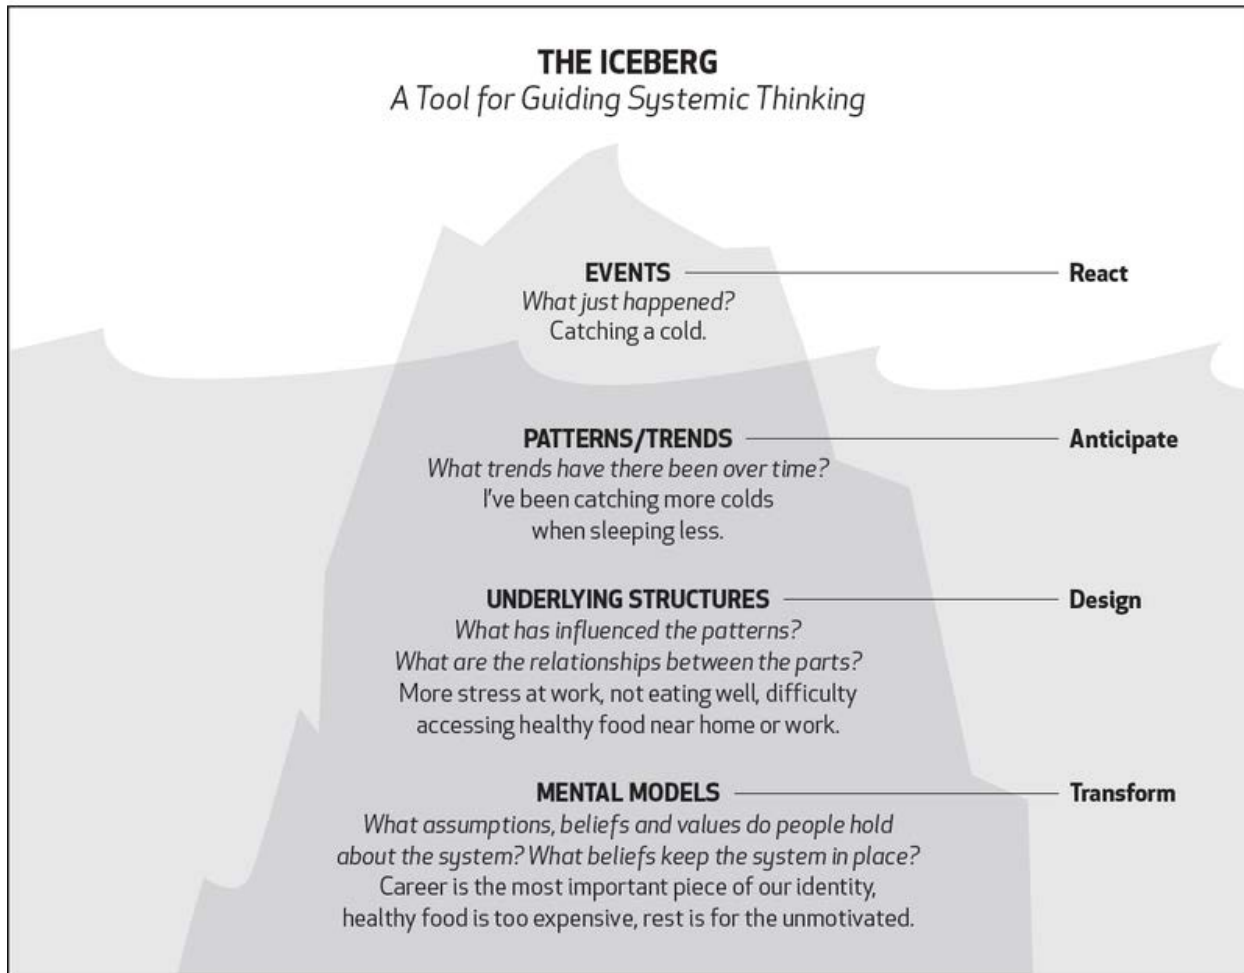 THE ICEBERG
A Tool for Guiding Systemic Thinking
EVENTS
React
What just happened?
Catching a cold.
PATTERNS/TRENDS
Anticipate
What trends have there been over time?
I've been catching more colds
when sleeping less.
UNDERLYING STRUCTURES
Design
What has influenced the patterns?
What are the relationships between the parts?
More stress at work, not eating well, difficulty
accessing healthy food near home or work.
MENTAL MODELS
Transform
What assumptions, beliefs and values do people hold
about the system? What beliefs keep the system in place?
Career is the most important piece of our identity,
healthy food is too expensive, rest is for the unmotivated.